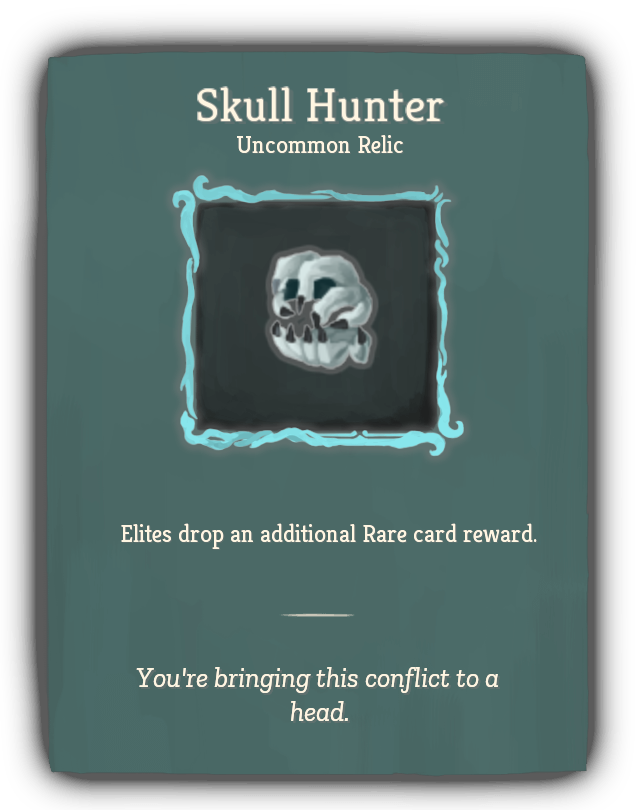 Skull Hunter
Uncommon Relic
Elites drop an additional Rare card reward.
You're bringing this conflict to a
head.